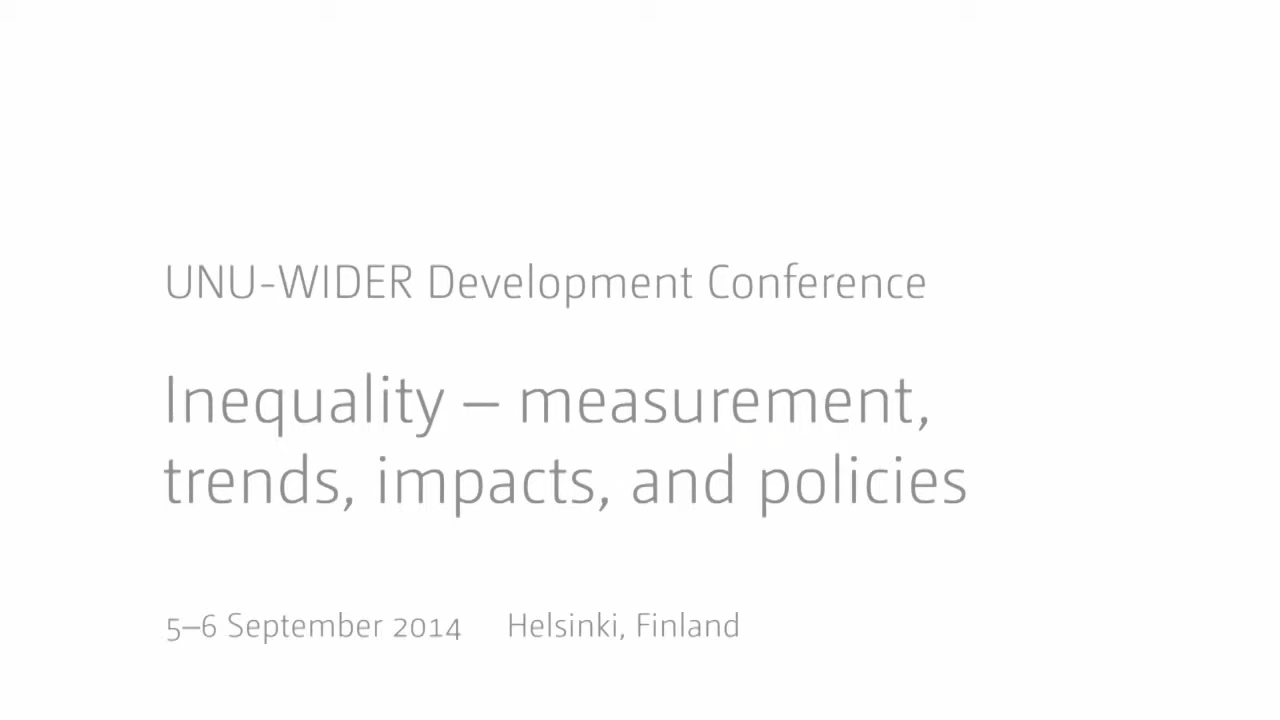 UNU-WIDER Development Conference
Inequality – measurement,
trends, impacts, and policies
5–6 September 2014 Helsinki, Finland